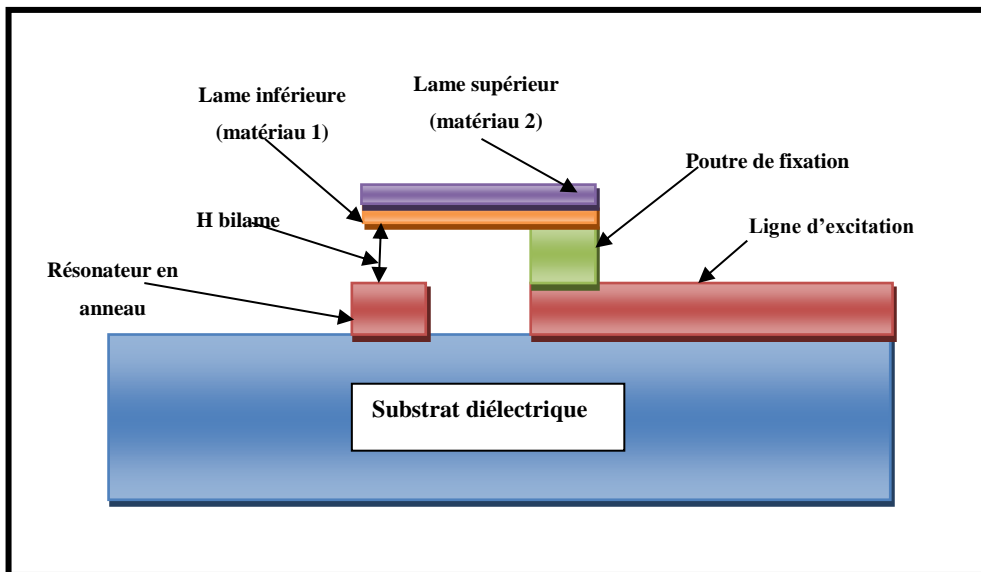 Lame inférieure
(matériau 1)
Lame supérieur
(matériau 2)
Poutre de fixation
H bilame
Ligne d'excitation
Résonateur en
anneau
Substrat diélectrique